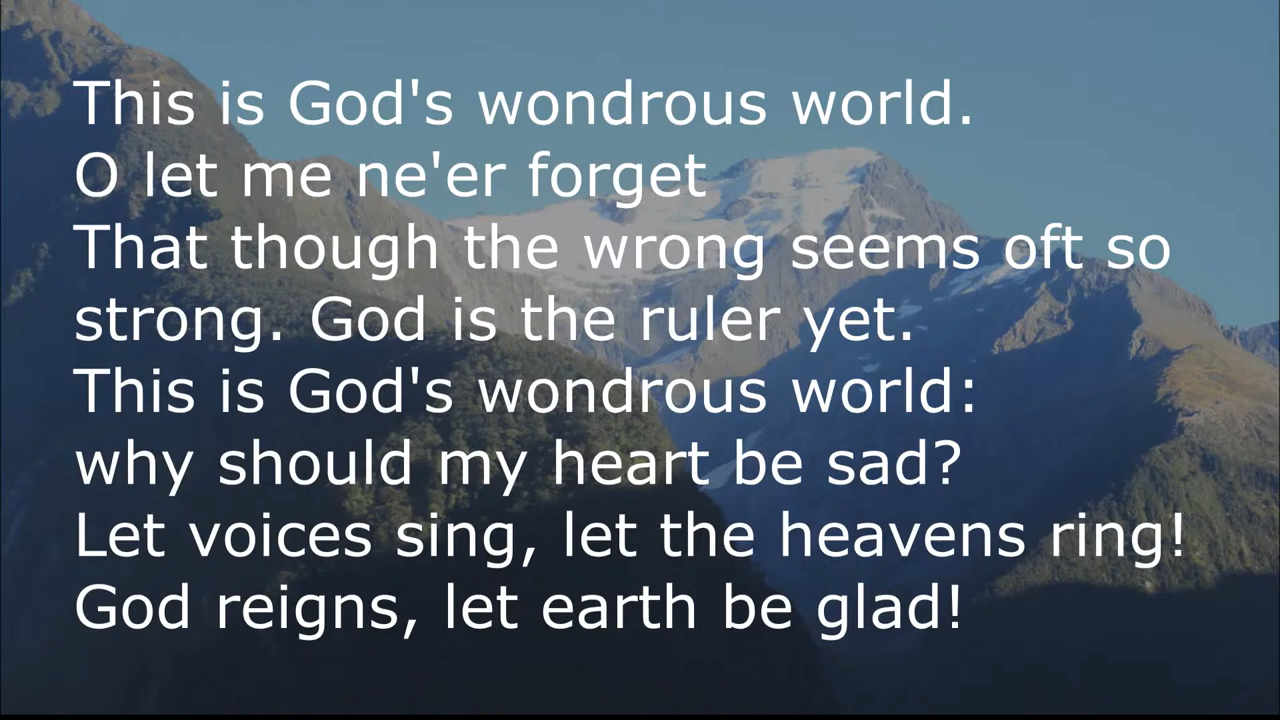 This is God's wondrous world.
O let me ne'er forget
That though the wrong seems oft so
strong. God is the ruler yet.
This is God's wondrous world:
why should my heart be sad?
Let voices sing, let the heavens ring!
God reigns, let earth be glad!